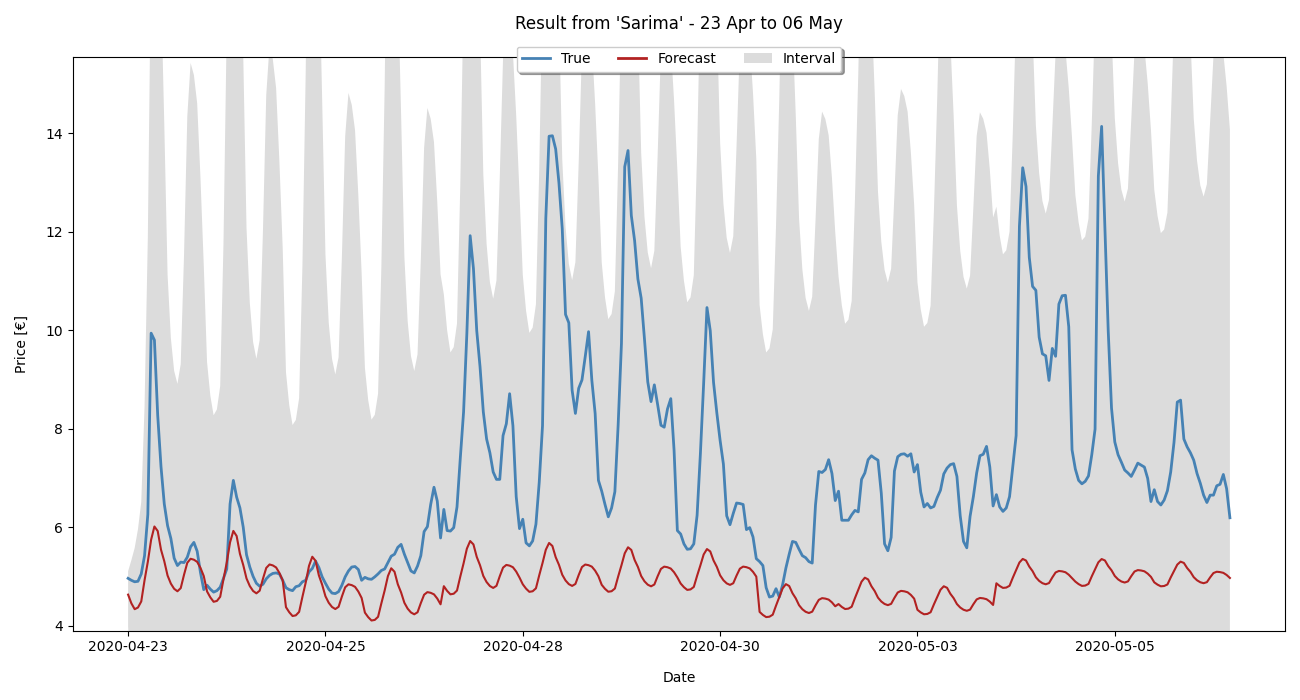 Result from 'Sarima' - 23 Apr to 06 May
True Forecast Interval
14
12
10
8
6
4
Price [€]
2020-04-23 2020-04-25 2020-04-28 2020-04-30 2020-05-03 2020-05-05
Date